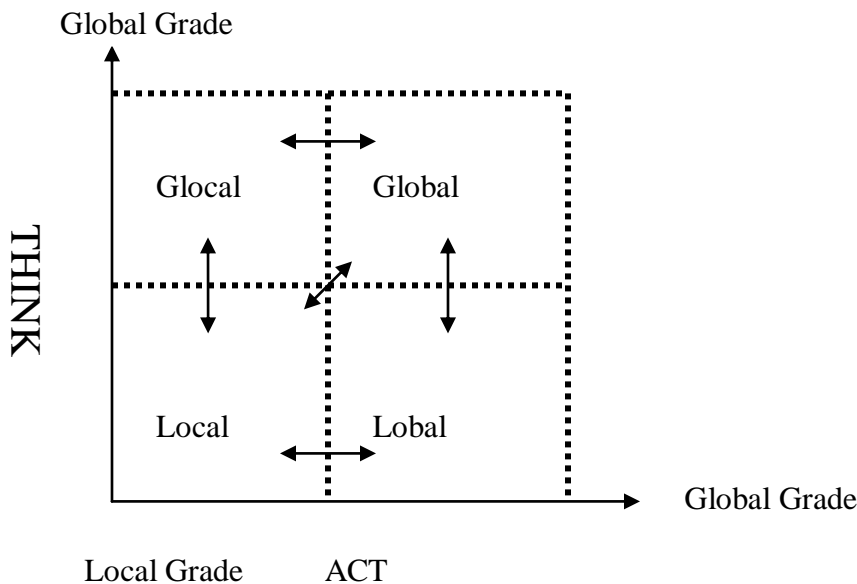 Global Grade
Glocal
Global
THINK
Local
Lobal
Global Grade
Local Grade
ACT